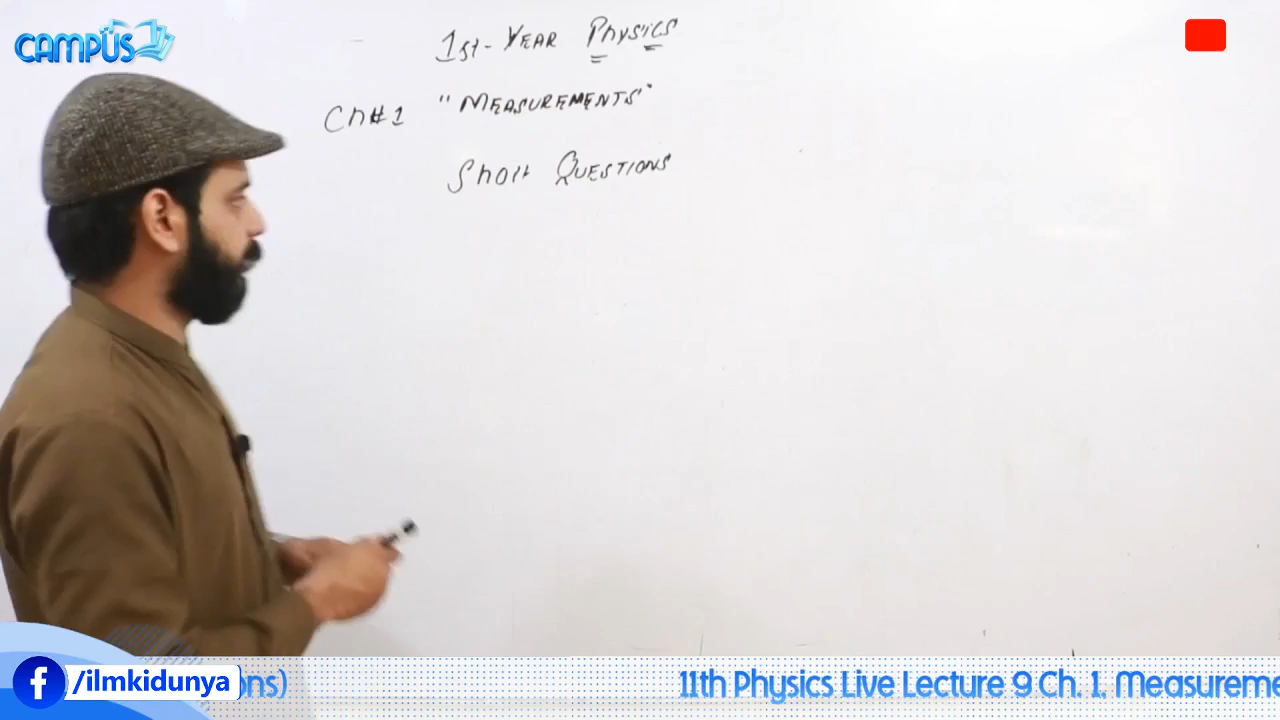 CAMPUS
1st-YEAR Physics
Ch#1 "MEASUREMENTS"
Short QUESTIONS
/ilmkidunya
ons)
11th Physics Live Lecture 9 Ch. 1, Measureme